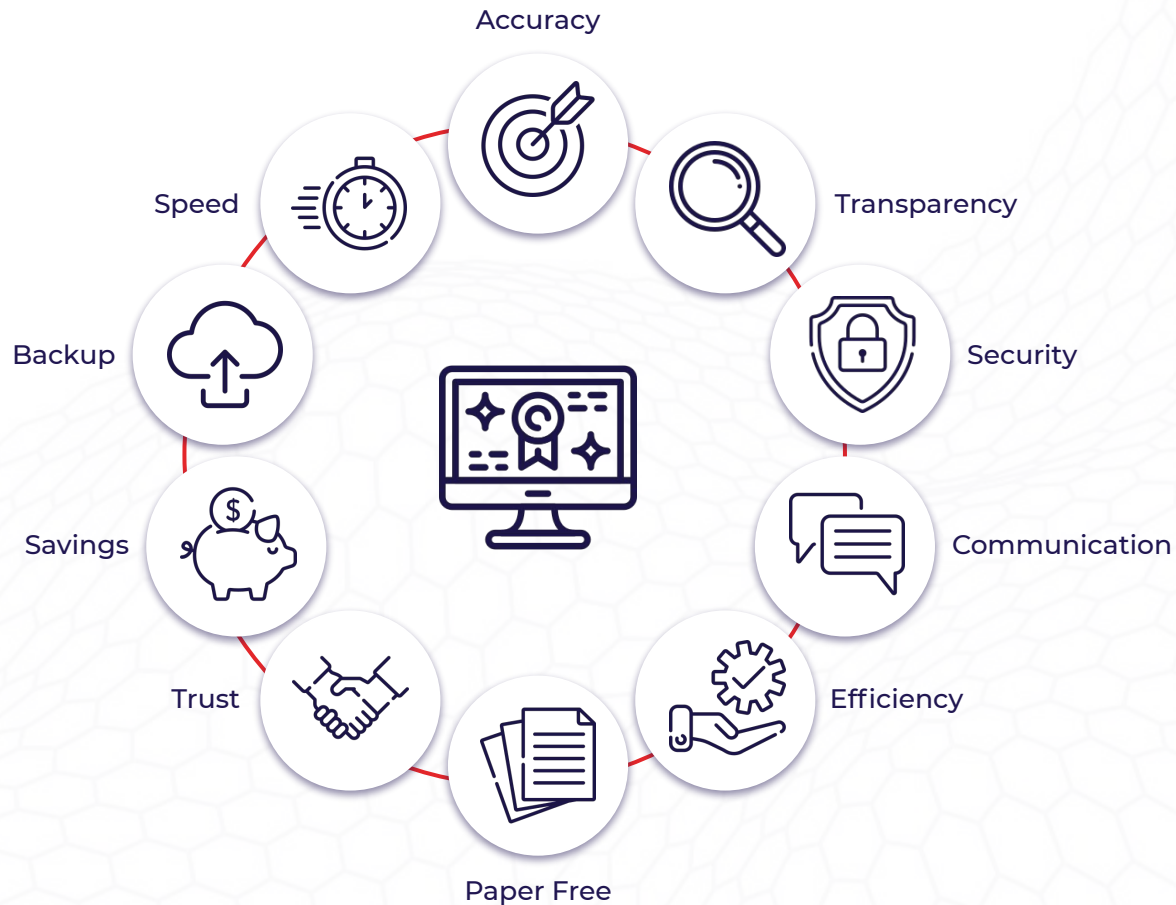 Accuracy
Transparency
Security
Communication
Efficiency
Paper Free
Trust
Savings
$
Backup
Speed